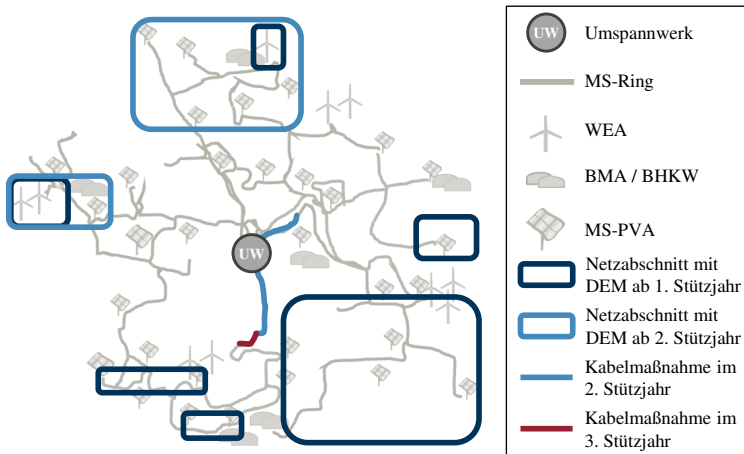 UW
UW
Umspannwerk
MS-Ring
WEA
BMA / BHKW
MS-PVA
Netzabschnitt mit
DEM ab 1. Stützjahr
Netzabschnitt mit
DEM ab 2. Stützjahr
Kabelmaßnahme im
2. Stützjahr
Kabelmaßnahme im
3. Stützjahr